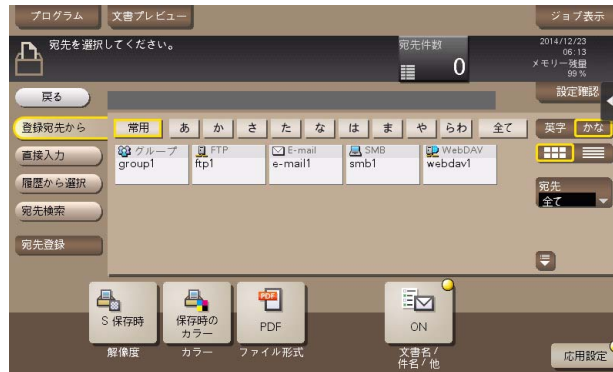 プログラム
文書プレビュー
ジョブ表示
宛先を選択してください。
宛先件数
0
2014/12/23
06:13
メモリー残量
99 %
戻る
設定確認
登録宛先から
常用
あ
か
さ
た
な
は
ま
や
らわ
全て
英字
かな
直接入力
グループ
group1
FTP
ftp1
E-mail
e-mail1
SMB
smb1
WebDAV
webdav1
履歴から選択
宛先検索
宛先
全て
宛先登録
S 保存時
解像度
保存時の
カラー
カラー
PDF
PDF
ファイル形式
ON
文書名/
件名/他
応用設定